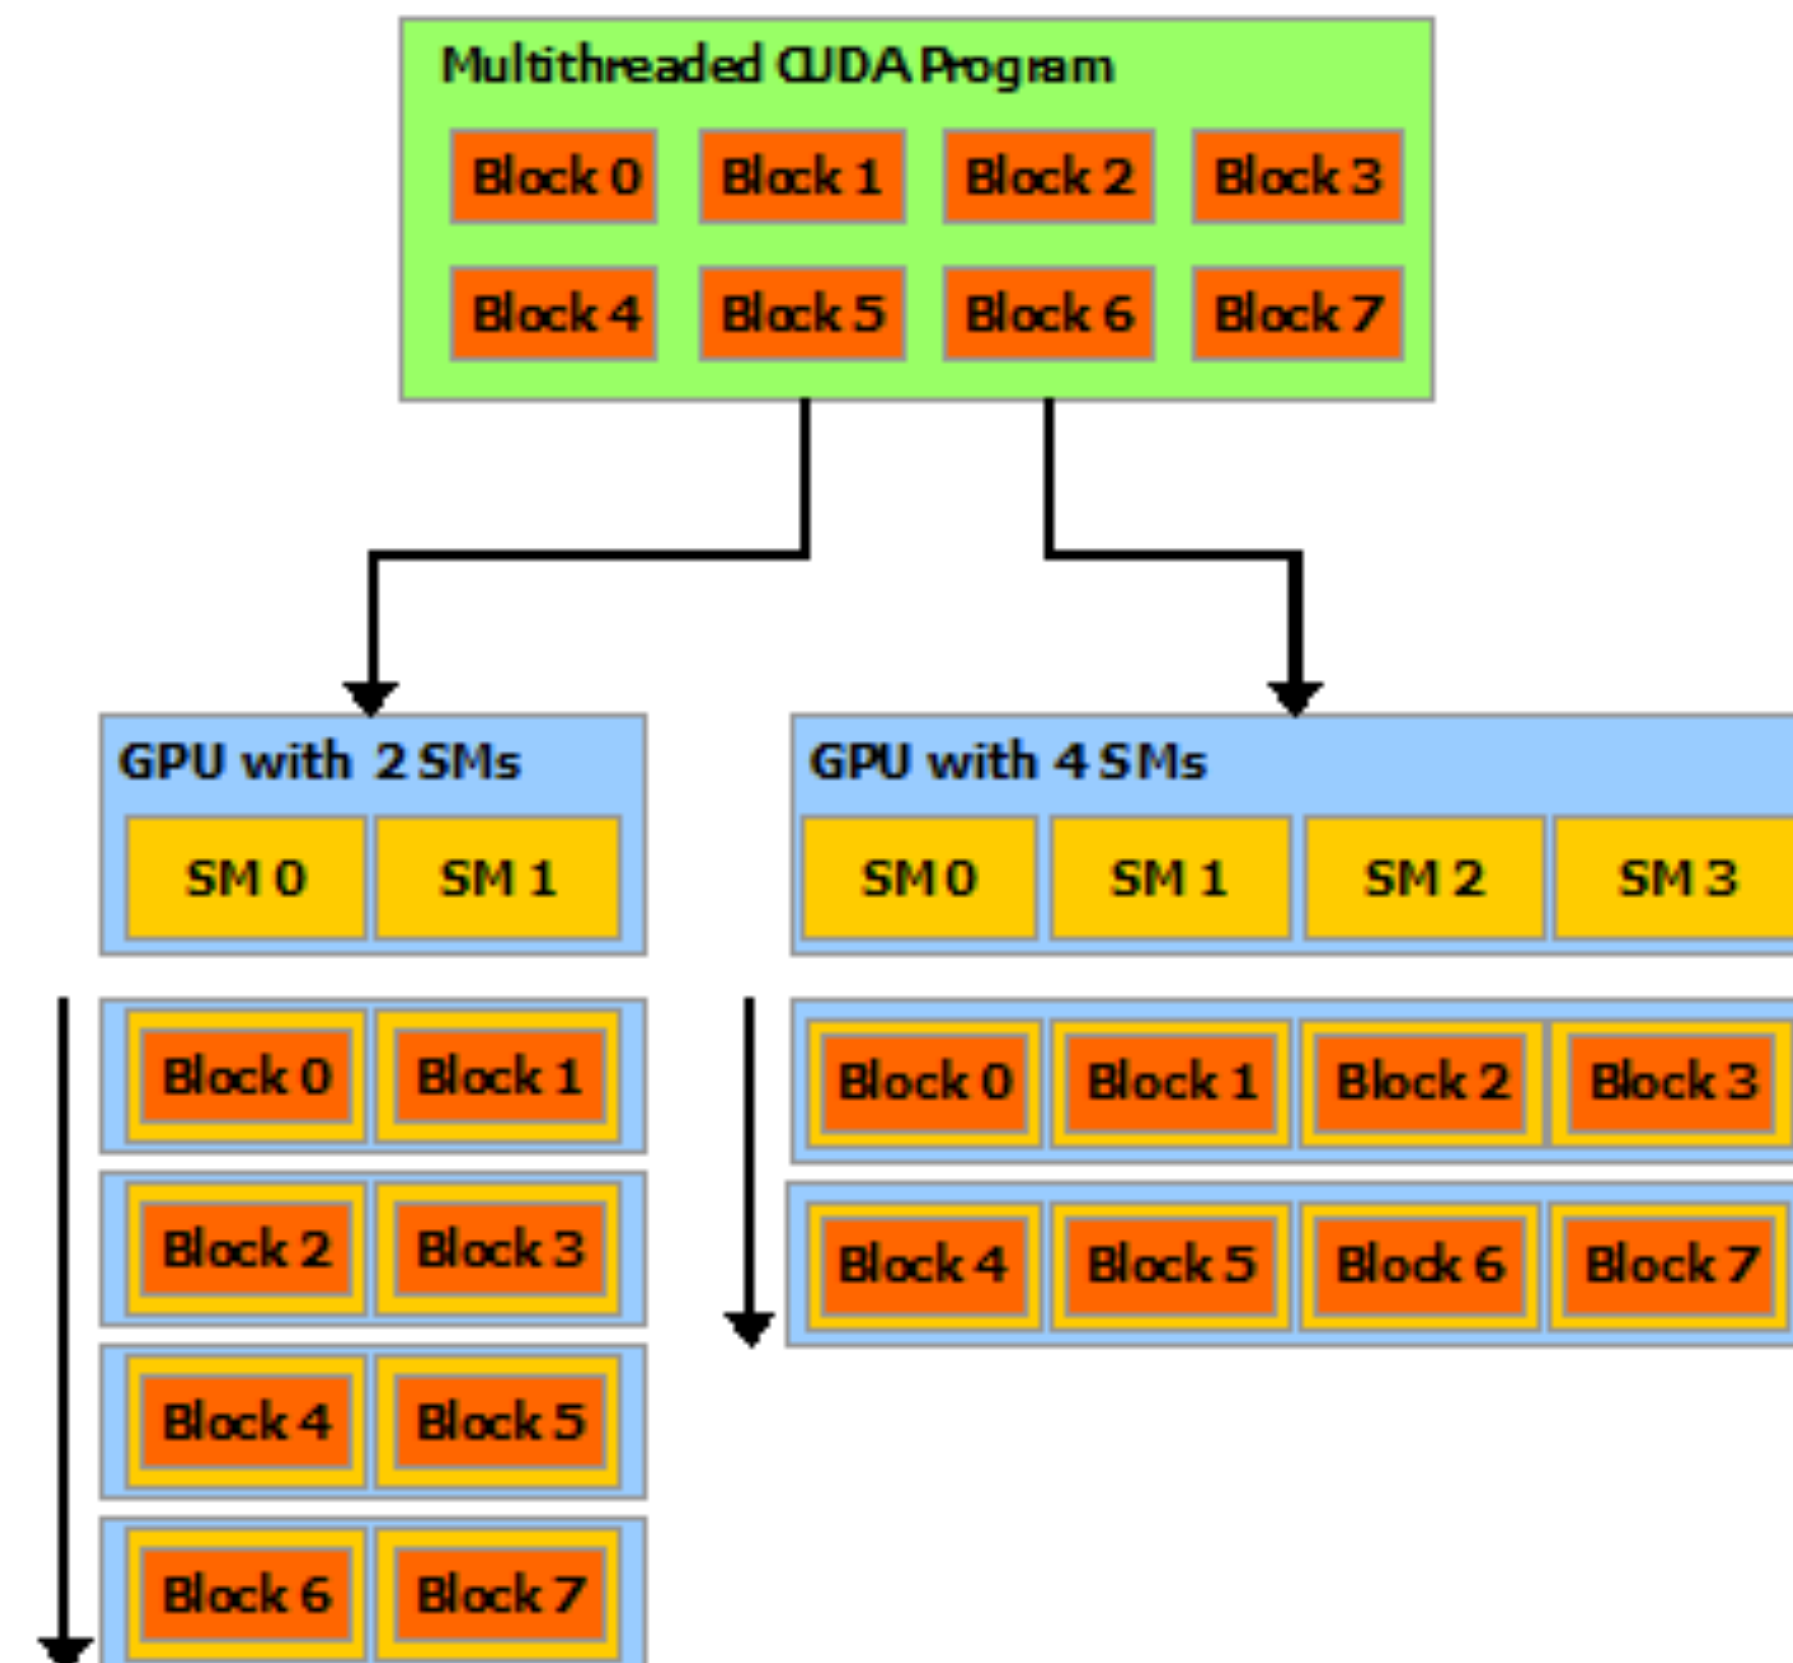 Multithreaded CUDA Program
Block 0 Block 1 Block 2 Block 3
Block 4 Block 5 Block 6 Block 7
GPU with 2 SMs
SM 0 SM 1
Block 0 Block 1
Block 2 Block 3
Block 4 Block 5
Block 6 Block 7
GPU with 4 SMs
SM 0 SM 1 SM 2 SM 3
Block 0 Block 1 Block 2 Block 3
Block 4 Block 5 Block 6 Block 7